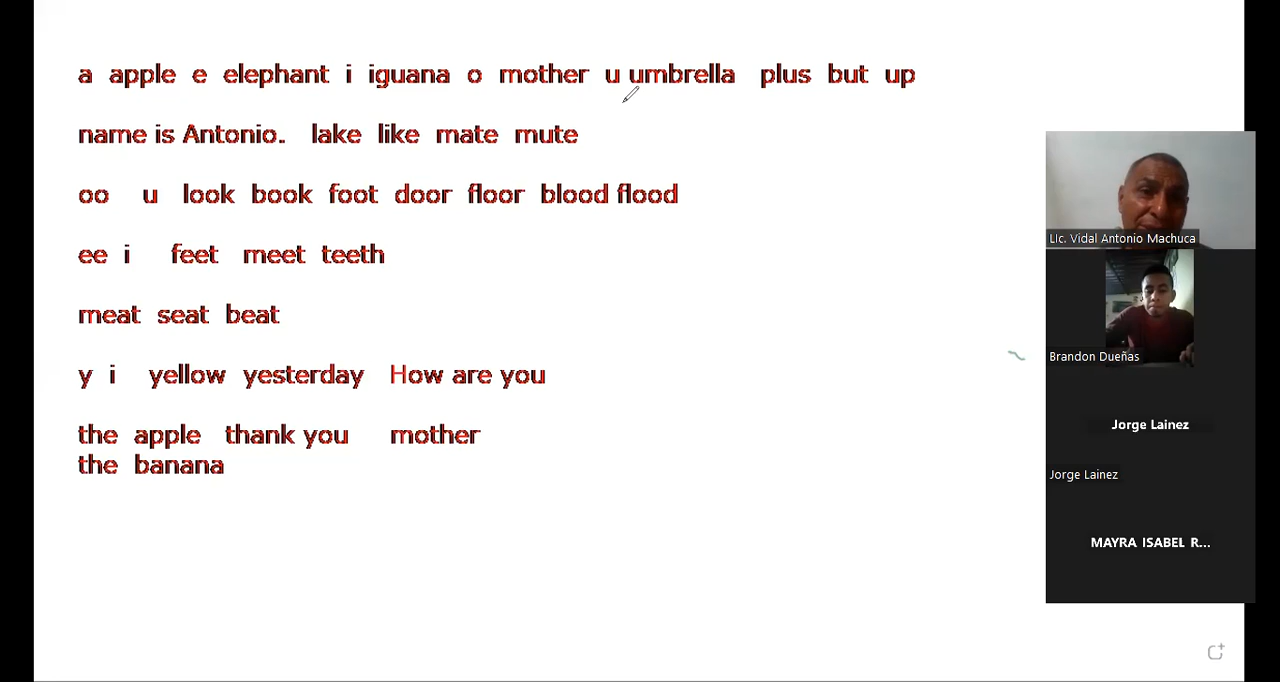 a apple e elephant i iguana o mother u umbrella plus but up
name is Antonio. lake like mate mute
oo u look book foot door floor blood flood
ee i feet meet teeth
meat seat beat
y i yellow yesterday How are you
the apple thank you mother
the banana
LIc. Vidal Antonio Machuca
Brandon Dueñas
Jorge Lainez
Jorge Lainez
MAYRA ISABEL R...